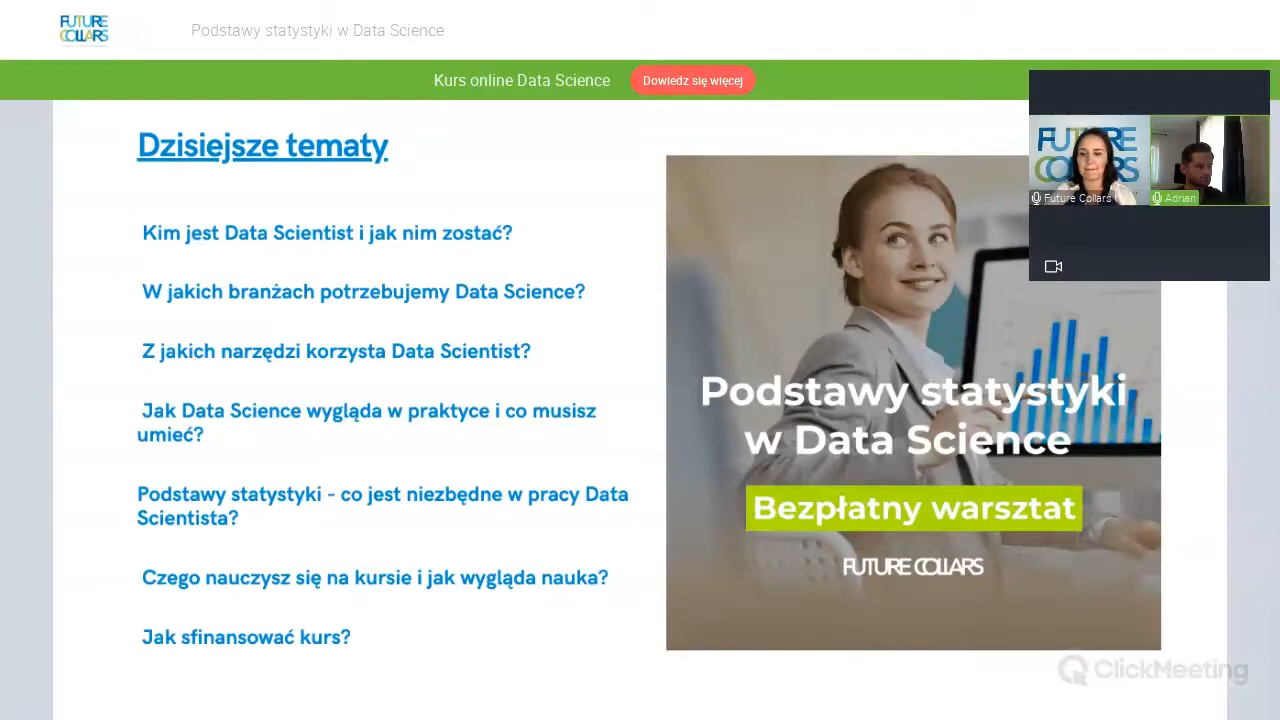 FUTURE
COLLARS
Podstawy statystyki w Data Science
Kurs online Data Science
Dowiedz się więcej
Dzisiejsze tematy
Kim jest Data Scientist i jak nim zostać?
W jakich branżach potrzebujemy Data Science?
Z jakich narzędzi korzysta Data Scientist?
Jak Data Science wygląda w praktyce i co musisz
umieć?
Podstawy statystyki - co jest niezbędne w pracy Data
Scientista?
Czego nauczysz się na kursie i jak wygląda nauka?
Jak sfinansować kurs?
FUTURE
COLLARS
Future Collars
Adrian
Podstawy statystyki
w Data Science
Bezpłatny warsztat
FUTURE COLLARS
ClickMeeting